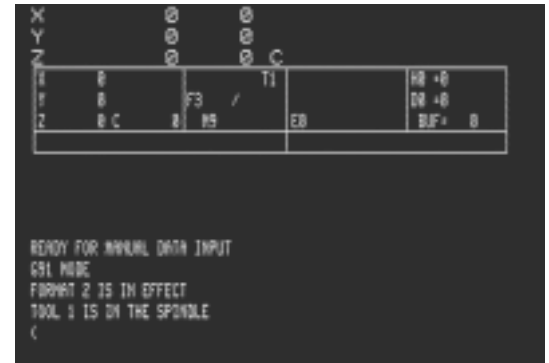 X 0 0
Y 0 0
Z 0 0 C
X 0 T1 H0 +0
Y 0 F3 / D0 +0
Z 0 C 0 M9 E0 BUF= 0
READY FOR MANUAL DATA INPUT
G91 MODE
FORMAT 2 IS IN EFFECT
TOOL 1 IS IN THE SPINDLE
(